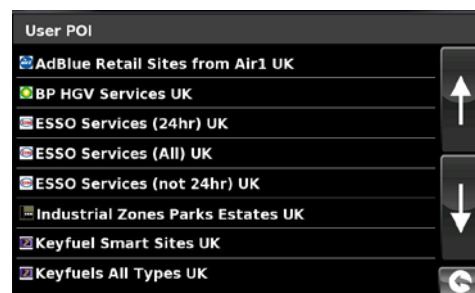 User POI
AdBlue Retail Sites from Air1 UK
BP HGV Services UK
ESSO Services (24hr) UK
ESSO Services (All) UK
ESSO Services (not 24hr) UK
Industrial Zones Parks Estates UK
Keyfuel Smart Sites UK
Keyfuels All Types UK